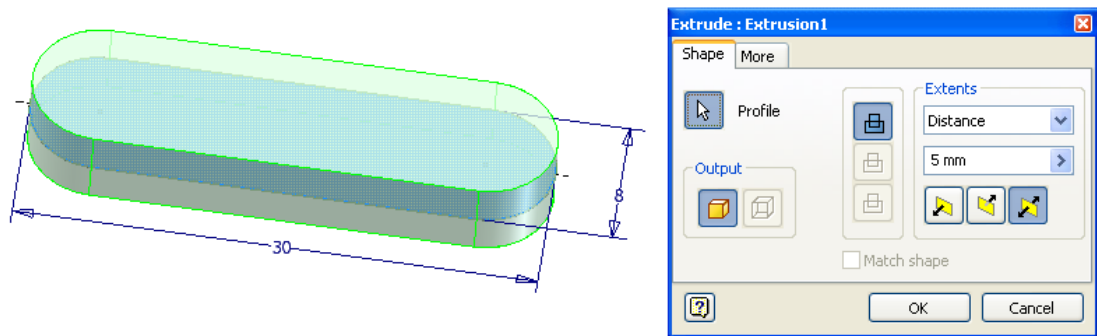 Extrude : Extrusion1
Shape More
Profile
Extents
Distance
5 mm
Output
Match shape
OK Cancel
8
30